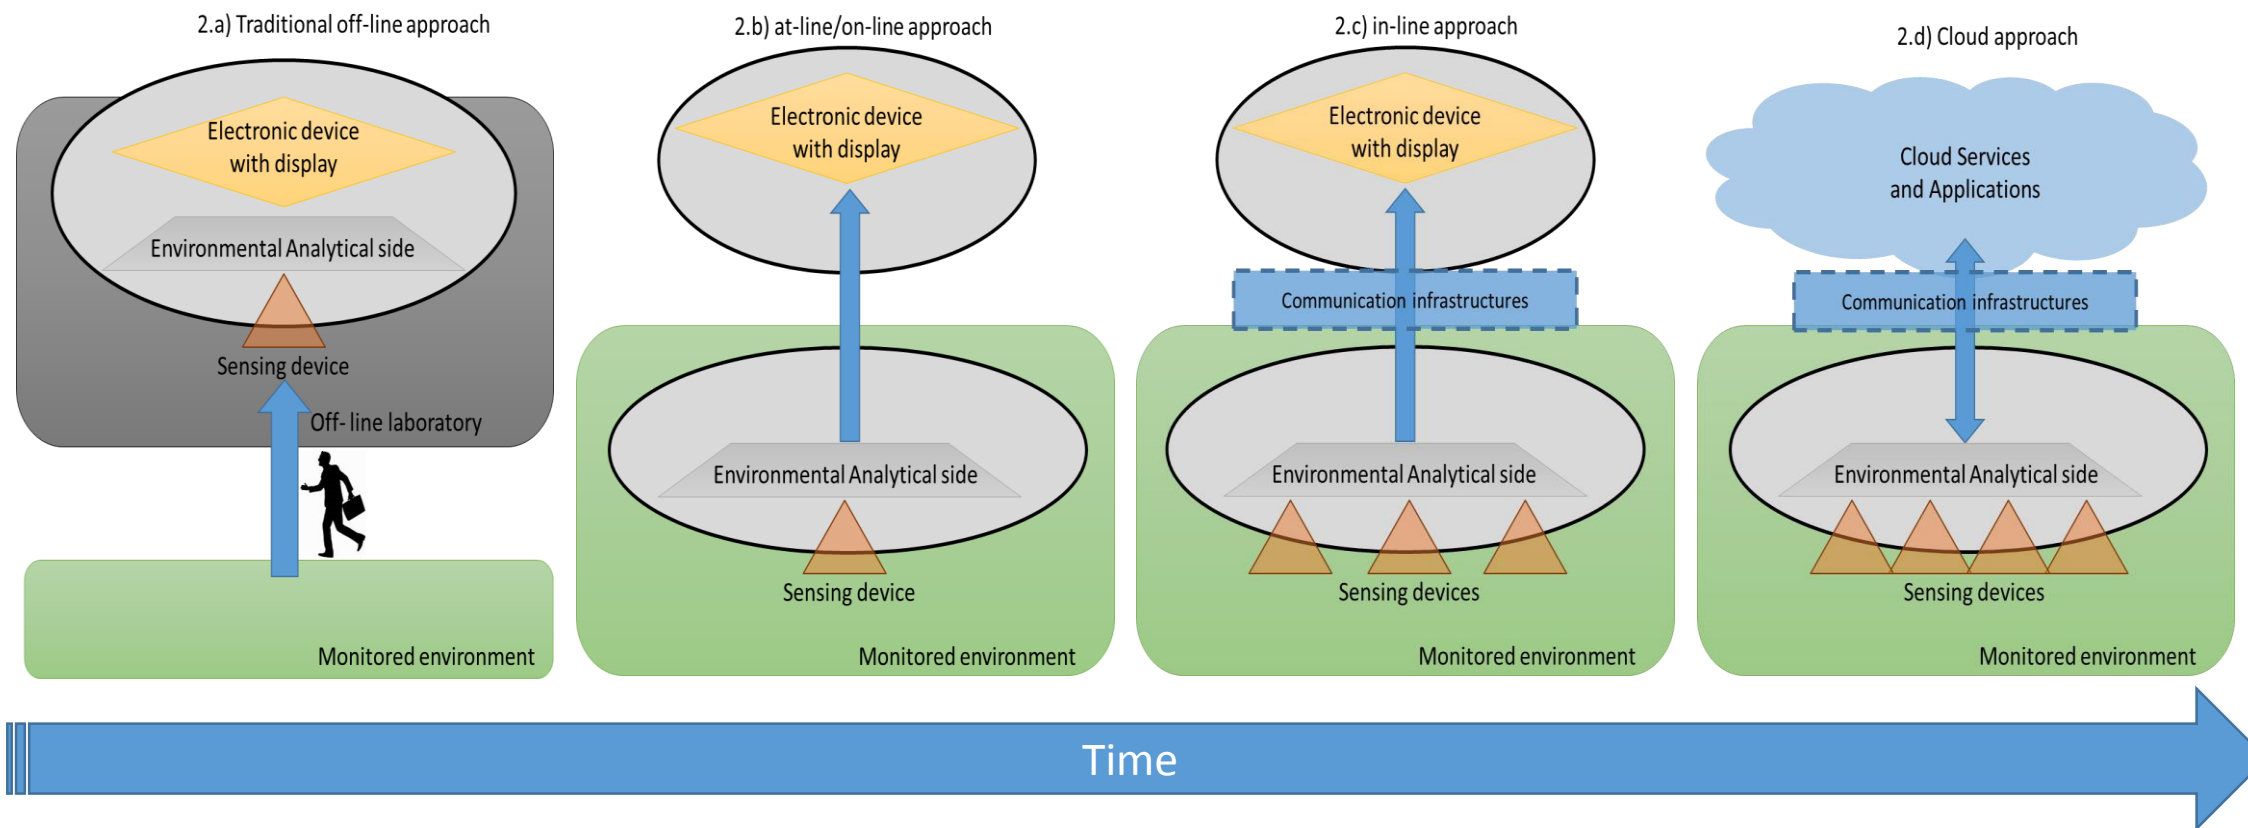 2.a) Traditional off-line approach
Electronic device
with display
Environmental Analytical side
Sensing device
Off- line laboratory
Monitored environment
2.b) at-line/on-line approach
Electronic device
with display
Environmental Analytical side
Sensing device
Monitored environment
2.c) in-line approach
Electronic device
with display
Communication infrastructures
Environmental Analytical side
Sensing devices
Monitored environment
2.d) Cloud approach
Cloud Services
and Applications
Communication infrastructures
Environmental Analytical side
Sensing devices
Monitored environment
Time